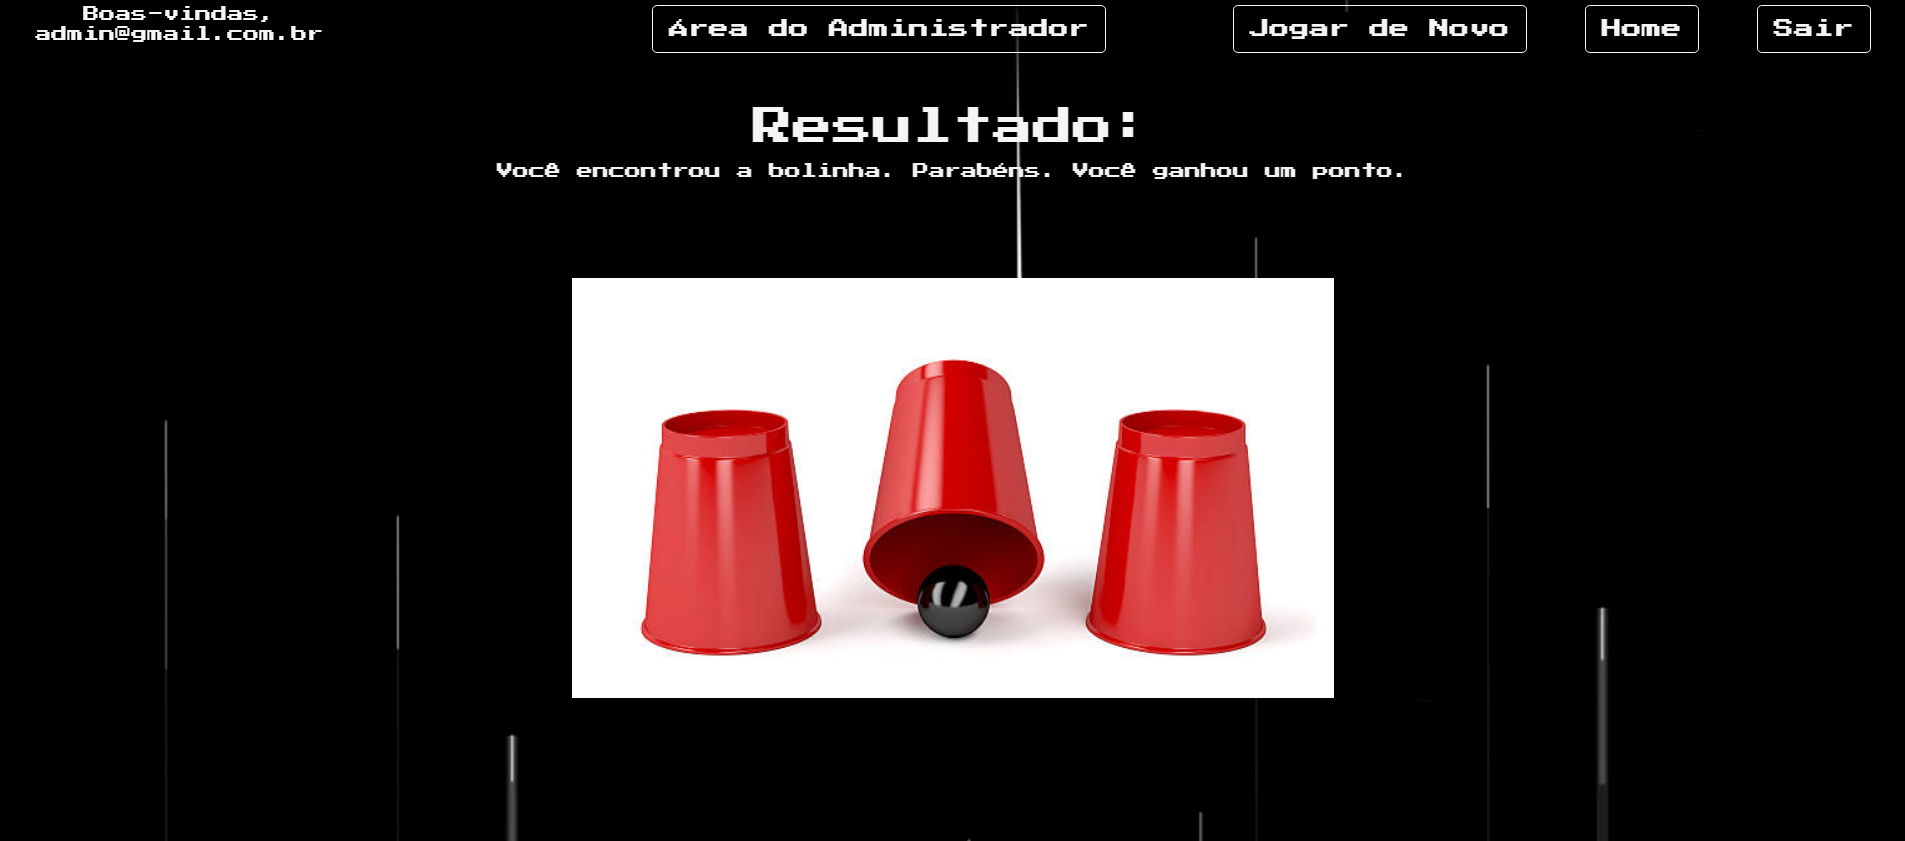 Boas-vindas,
admin@gmail.com.br
Área do Administrador
Jogar de Novo
Home
Sair
Resultado:
Você encontrou a bolinha. Parabéns. Você ganhou um ponto.